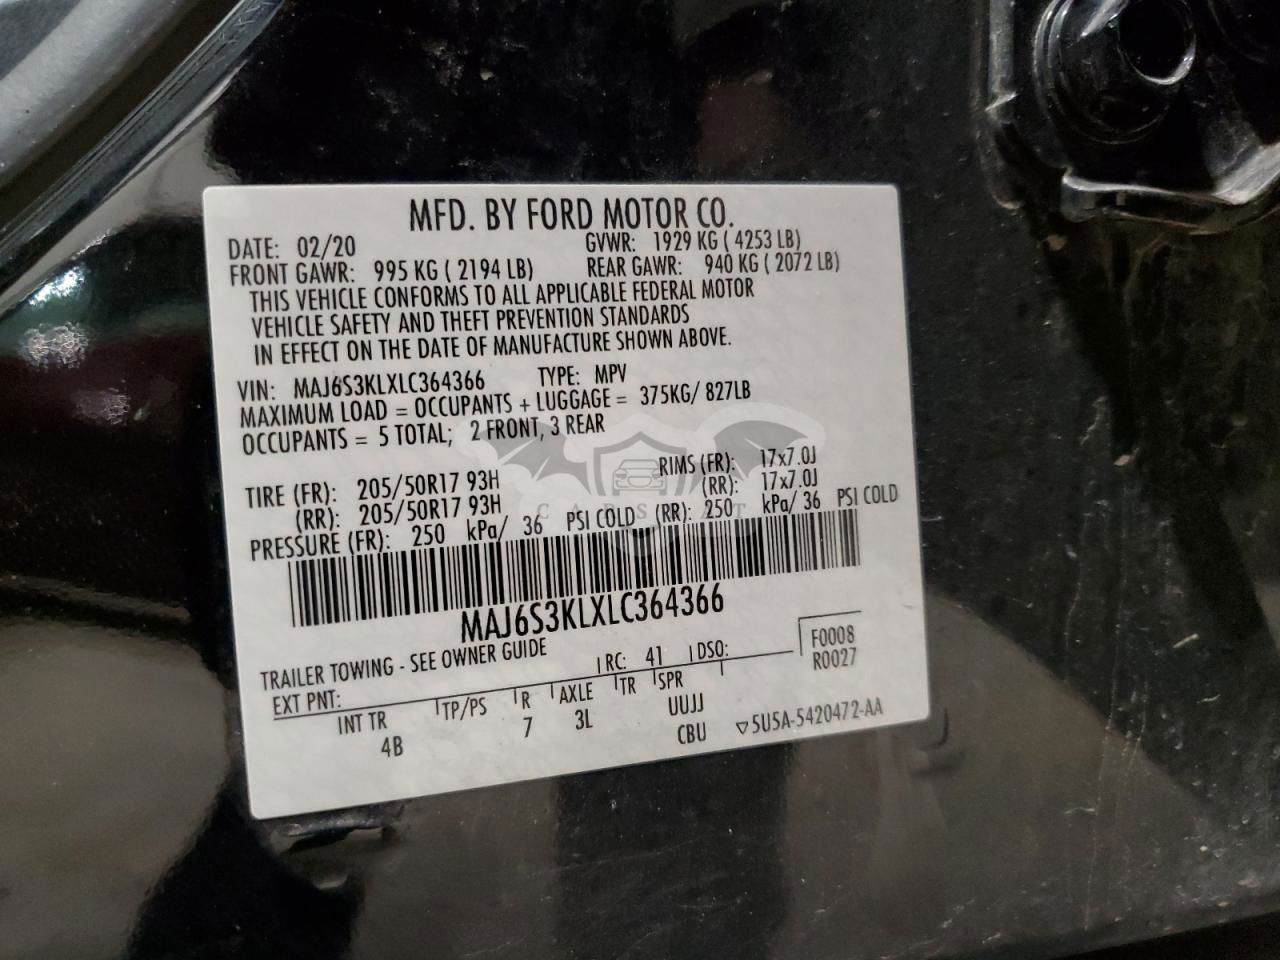 MFD. BY FORD MOTOR CO.
DATE: 02/20 GVWR: 1929 KG ( 4253 LB)
FRONT GAWR: 995 KG ( 2194 LB) REAR GAWR: 940 KG ( 2072 LB)
THIS VEHICLE CONFORMS TO ALL APPLICABLE FEDERAL MOTOR
VEHICLE SAFETY AND THEFT PREVENTION STANDARDS
IN EFFECT ON THE DATE OF MANUFACTURE SHOWN ABOVE.
VIN: MAJ6S3KLXLC364366 TYPE: MPV
MAXIMUM LOAD = OCCUPANTS + LUGGAGE = 375KG/ 827LB
OCCUPANTS = 5 TOTAL; 2 FRONT, 3 REAR
TIRE (FR): 205/50R17 93H RIMS (FR): 17x7.0J
(RR): 205/50R17 93H (RR): 17x7.0J
PRESSURE (FR): 250 kPa/ 36 PSI COLD (RR): 250 kPa/ 36 PSI COLD
MAJ6S3KLXLC364366
TRAILER TOWING - SEE OWNER GUIDE
EXT PNT: RC: 41 DSO: F0008
R0027
INT TR TP/PS R AXLE TR SPR
4B 7 3L UUJJ
CBU 5U5A-5420472-AA